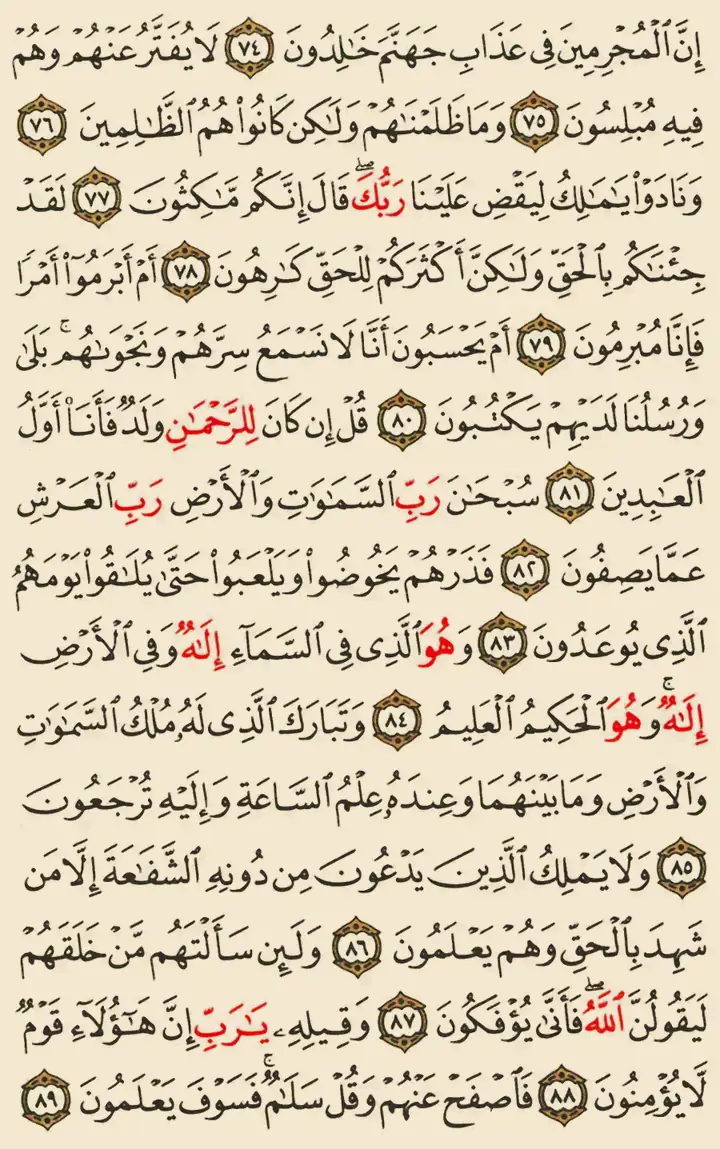 إِنَّ ٱلْمُجْرِمِينَ فِى عَذَابِ جَهَنَّمَ خَـٰلِدُونَ ٧٤ لَا يُفَتَّرُ عَنْهُمْ وَهُمْ
فِيهِ مُبْلِسُونَ ٧٥ وَمَا ظَلَمْنَـٰهُمْ وَلَـٰكِن كَانُوا۟ هُمُ ٱلظَّـٰلِمِينَ ٧٦
وَنَادَوْا۟ يَـٰمَـٰلِكُ لِيَقْضِ عَلَيْنَا رَبُّكَ ۖ قَالَ إِنَّكُم مَّـٰكِثُونَ ٧٧ لَقَدْ
جِئْنَـٰكُم بِٱلْحَقِّ وَلَـٰكِنَّ أَكْثَرَكُمْ لِلْحَقِّ كَـٰرِهُونَ ٧٨ أَمْ أَبْرَمُوٓا۟ أَمْرًا
فَإِنَّا مُبْرِمُونَ ٧٩ أَمْ يَحْسَبُونَ أَنَّا لَا نَسْمَعُ سِرَّهُمْ وَنَجْوَىٰهُم ۚ بَلَىٰ
وَرُسُلُنَا لَدَيْهِمْ يَكْتُبُونَ ٨٠ قُلْ إِن كَانَ لِلرَّحْمَـٰنِ وَلَدٌ فَأَنَا۠ أَوَّلُ
ٱلْعَـٰبِدِينَ ٨١ سُبْحَـٰنَ رَبِّ ٱلسَّمَـٰوَٰتِ وَٱلْأَرْضِ رَبِّ ٱلْعَرْشِ
عَمَّا يَصِفُونَ ٨٢ فَذَرْهُمْ يَخُوضُوا۟ وَيَلْعَبُوا۟ حَتَّىٰ يُلَـٰقُوا۟ يَوْمَهُمُ
ٱلَّذِى يُوعَدُونَ ٨٣ وَهُوَ ٱلَّذِى فِى ٱلسَّمَآءِ إِلَـٰهٌ وَفِى ٱلْأَرْضِ
إِلَـٰهٌ ۚ وَهُوَ ٱلْحَكِيمُ ٱلْعَلِيمُ ٨٤ وَتَبَارَكَ ٱلَّذِى لَهُۥ مُلْكُ ٱلسَّمَـٰوَٰتِ
وَٱلْأَرْضِ وَمَا بَيْنَهُمَا وَعِندَهُۥ عِلْمُ ٱلسَّاعَةِ وَإِلَيْهِ تُرْجَعُونَ
٨٥ وَلَا يَمْلِكُ ٱلَّذِينَ يَدْعُونَ مِن دُونِهِ ٱلشَّفَـٰعَةَ إِلَّا مَن
شَهِدَ بِٱلْحَقِّ وَهُمْ يَعْلَمُونَ ٨٦ وَلَئِن سَأَلْتَهُم مَّنْ خَلَقَهُمْ
لَيَقُولُنَّ ٱللَّهُ ۖ فَأَنَّىٰ يُؤْفَكُونَ ٨٧ وَقِيلِهِۦ يَـٰرَبِّ إِنَّ هَـٰٓؤُلَآءِ قَوْمٌ
لَّا يُؤْمِنُونَ ٨٨ فَٱصْفَحْ عَنْهُمْ وَقُلْ سَلَـٰمٌ ۚ فَسَوْفَ يَعْلَمُونَ ٨٩